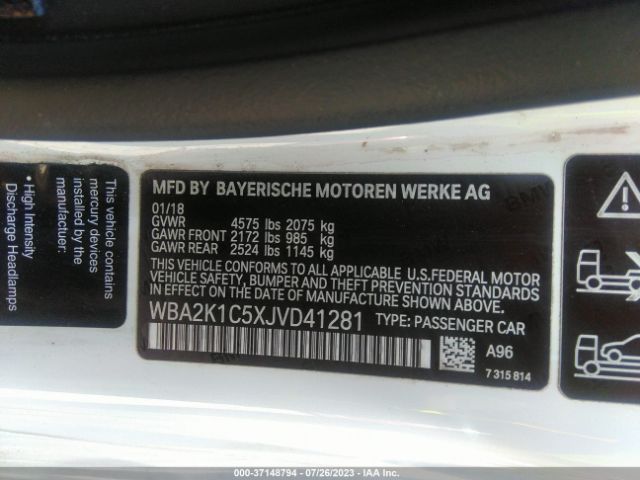 This vehicle contains
mercury devices
installed by the
manufacturer:
• High Intensity
Discharge Headlamps
MFD BY BAYERISCHE MOTOREN WERKE AG
01/18
GVWR 4575 lbs 2075 kg
GAWR FRONT 2172 lbs 985 kg
GAWR REAR 2524 lbs 1145 kg
THIS VEHICLE CONFORMS TO ALL APPLICABLE U.S.FEDERAL MOTOR
VEHICLE SAFETY, BUMPER AND THEFT PREVENTION STANDARDS
IN EFFECT ON THE DATE OF MANUFACTURE SHOWN ABOVE.
WBA2K1C5XJVD41281 TYPE: PASSENGER CAR
A96
7 315 814
000-37148794 - 07/26/2023 - IAA Inc.